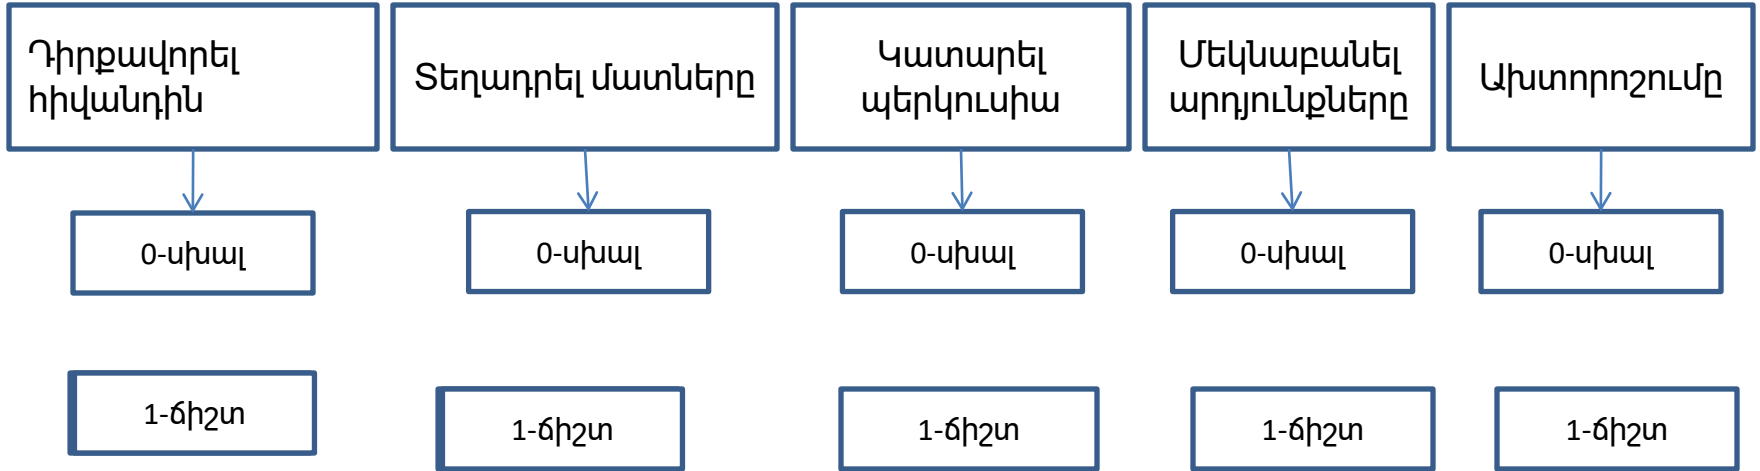 Դիրքավորել
հիվանդին
Տեղադրել մատները
Կատարել
պերկուսիա
Մեկնաբանել
արդյունքները
Ախտորոշումը
0-սխալ
0-սխալ
0-սխալ
0-սխալ
0-սխալ
1-ճիշտ
1-ճիշտ
1-ճիշտ
1-ճիշտ
1-ճիշտ